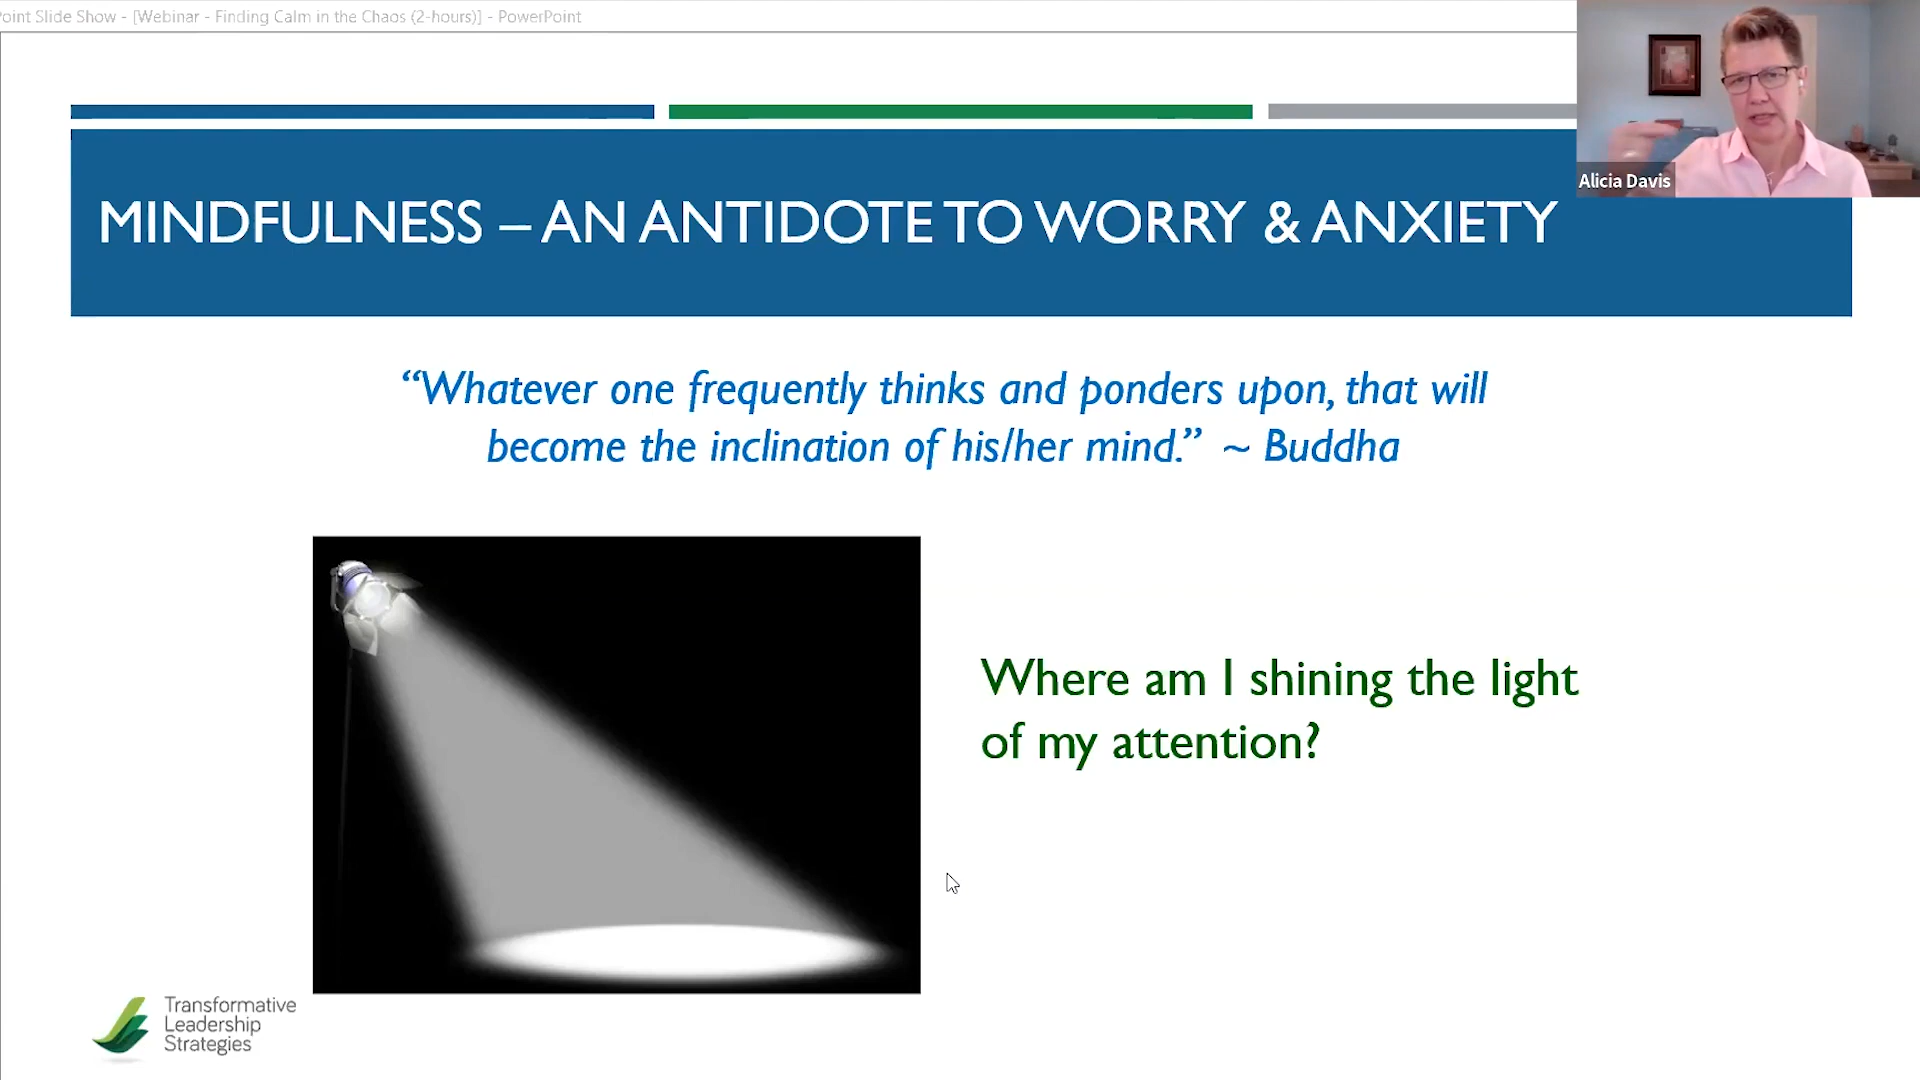 oint Slide Show - [Webinar - Finding Calm in the Chaos (2-hours)] - PowerPoint
Alicia Davis
MINDFULNESS – AN ANTIDOTE TO WORRY & ANXIETY
“Whatever one frequently thinks and ponders upon, that will
become the inclination of his/her mind.” ~ Buddha
Where am I shining the light
of my attention?
Transformative
Leadership
Strategies